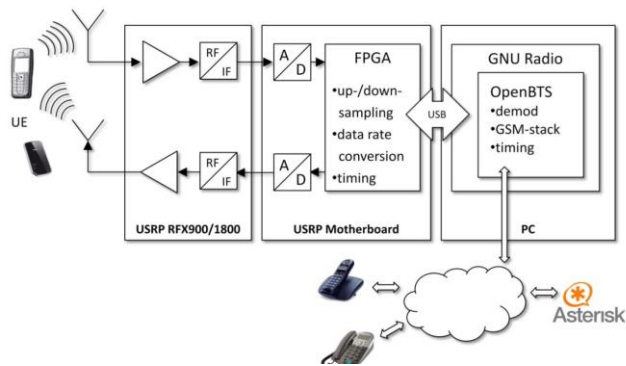 UE
RF
IF
A
D
RF
IF
A
D
USRP RFX900/1800
FPGA
•up-/down-
sampling
•data rate
conversion
•timing
USRP Motherboard
USB
GNU Radio
OpenBTS
•demod
•GSM-stack
•timing
PC
Asterisk